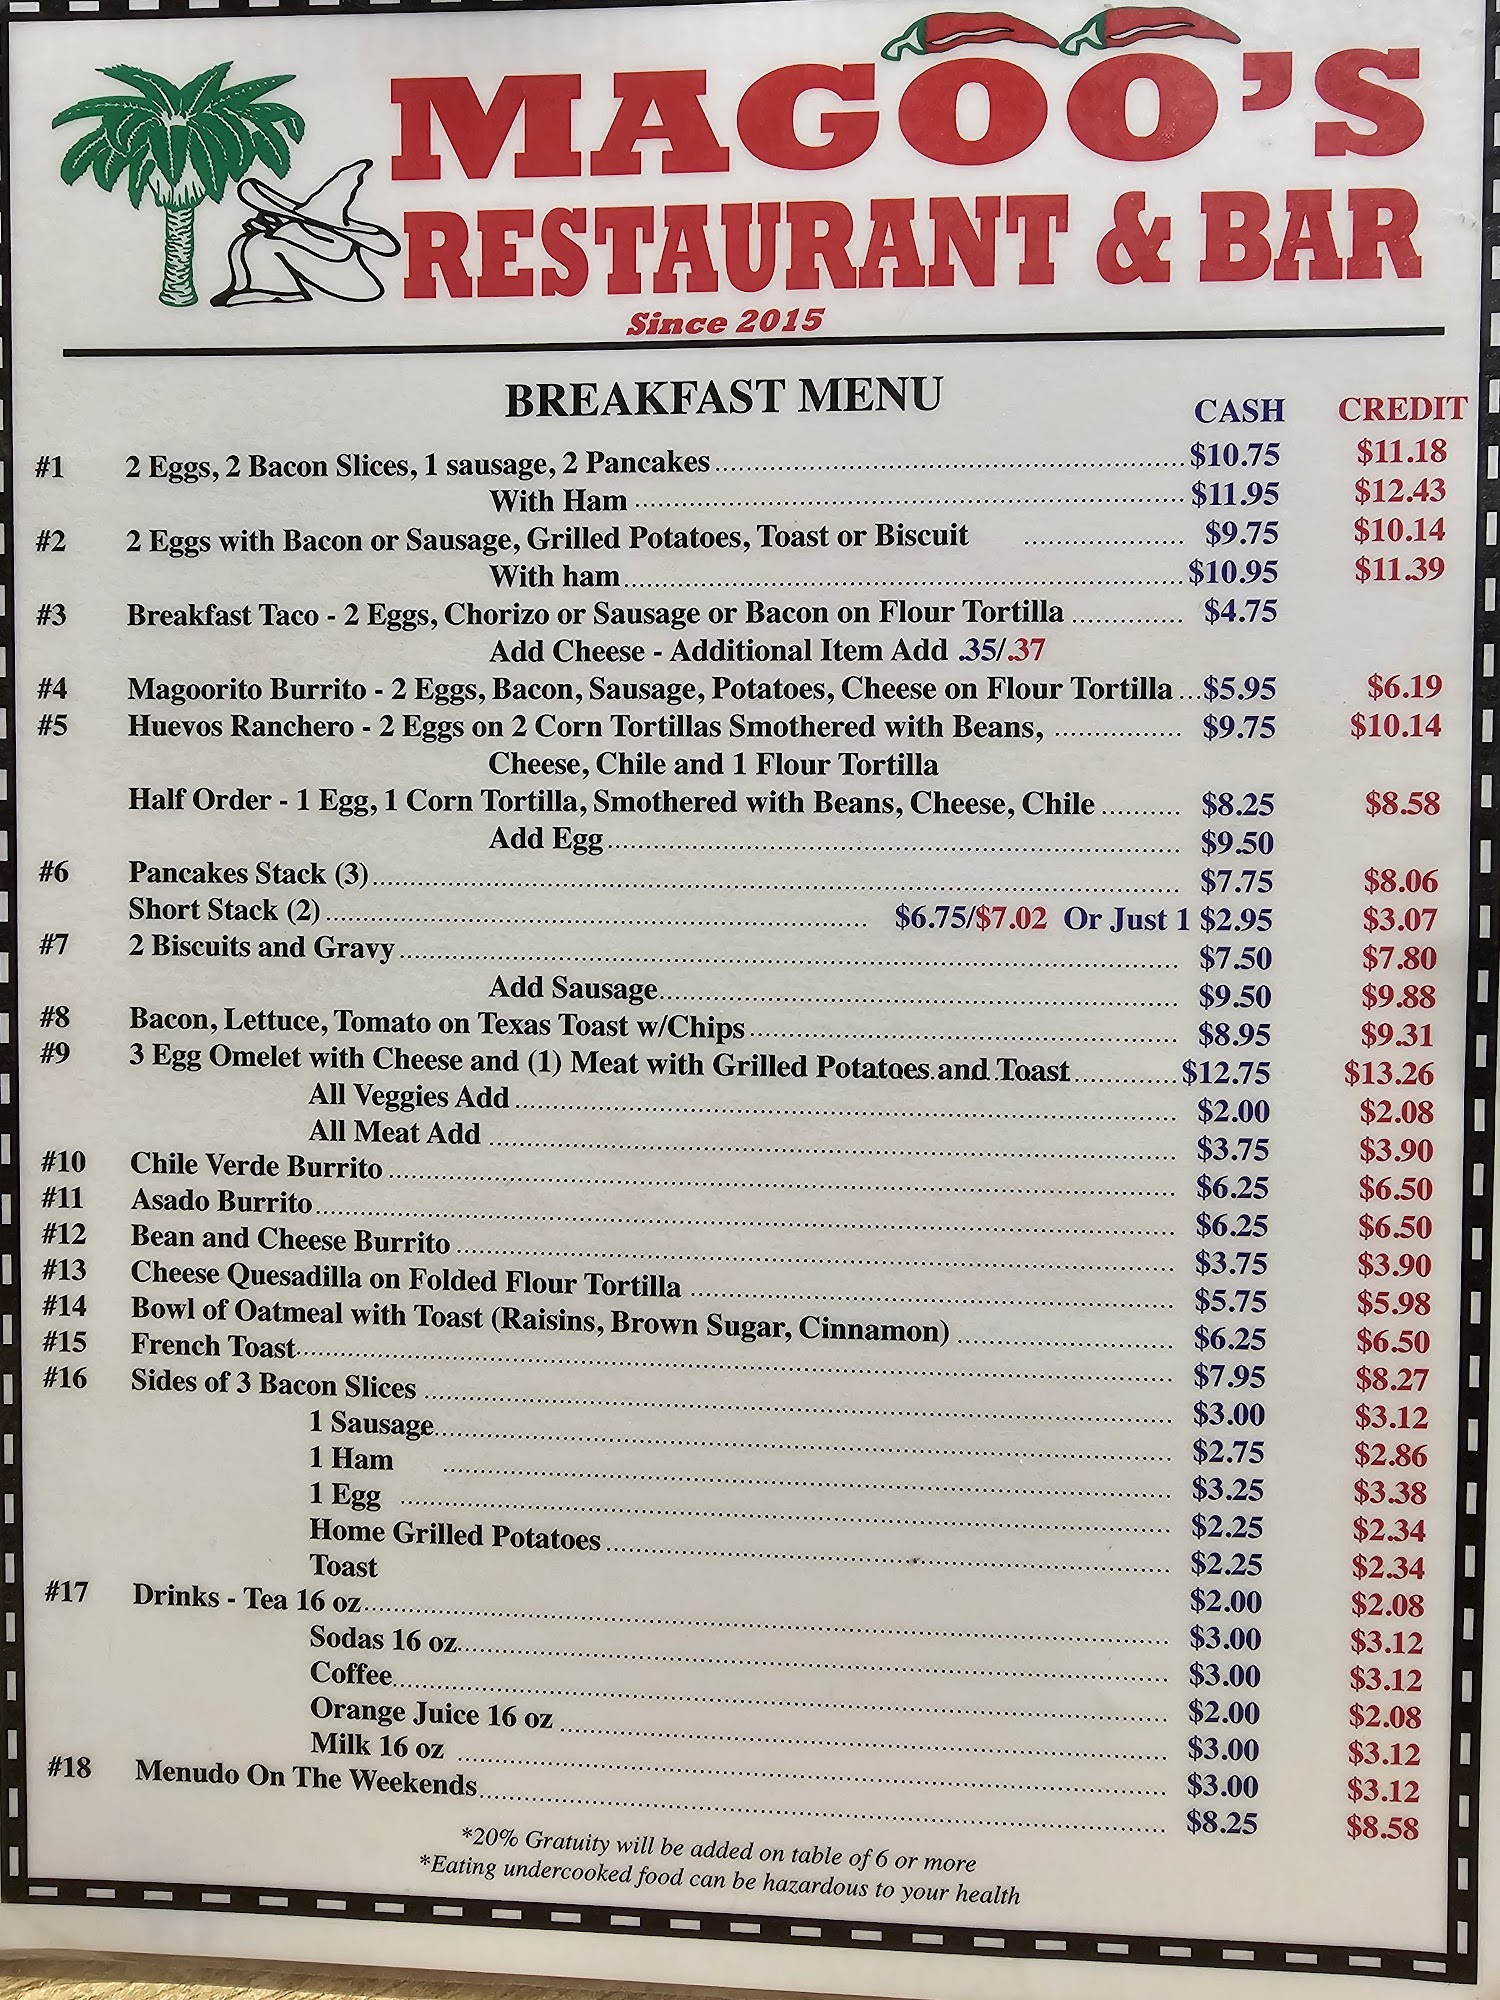 MAGOO'S
RESTAURANT & BAR
Since 2015
BREAKFAST MENU CASH CREDIT
#1 2 Eggs, 2 Bacon Slices, 1 sausage, 2 Pancakes $10.75 $11.18
With Ham $11.95 $12.43
#2 2 Eggs with Bacon or Sausage, Grilled Potatoes, Toast or Biscuit $9.75 $10.14
With ham $10.95 $11.39
#3 Breakfast Taco - 2 Eggs, Chorizo or Sausage or Bacon on Flour Tortilla $4.75
Add Cheese - Additional Item Add .35/.37
#4 Magoorito Burrito - 2 Eggs, Bacon, Sausage, Potatoes, Cheese on Flour Tortilla $5.95 $6.19
#5 Huevos Ranchero - 2 Eggs on 2 Corn Tortillas Smothered with Beans, $9.75 $10.14
Cheese, Chile and 1 Flour Tortilla
Half Order - 1 Egg, 1 Corn Tortilla, Smothered with Beans, Cheese, Chile $8.25 $8.58
Add Egg $9.50
#6 Pancakes Stack (3) $7.75 $8.06
Short Stack (2) $6.75/$7.02 Or Just 1 $2.95 $3.07
#7 2 Biscuits and Gravy $7.50 $7.80
Add Sausage $9.50 $9.88
#8 Bacon, Lettuce, Tomato on Texas Toast w/Chips $8.95 $9.31
#9 3 Egg Omelet with Cheese and (1) Meat with Grilled Potatoes and Toast $12.75 $13.26
All Veggies Add $2.00 $2.08
All Meat Add $3.75 $3.90
#10 Chile Verde Burrito $6.25 $6.50
#11 Asado Burrito $6.25 $6.50
#12 Bean and Cheese Burrito $3.75 $3.90
#13 Cheese Quesadilla on Folded Flour Tortilla $5.75 $5.98
#14 Bowl of Oatmeal with Toast (Raisins, Brown Sugar, Cinnamon) $6.25 $6.50
#15 French Toast $7.95 $8.27
#16 Sides of 3 Bacon Slices $3.00 $3.12
1 Sausage $2.75 $2.86
1 Ham $3.25 $3.38
1 Egg $2.25 $2.34
Home Grilled Potatoes $2.25 $2.34
Toast $2.00 $2.08
#17 Drinks - Tea 16 oz $3.00 $3.12
Sodas 16 oz $3.00 $3.12
Coffee $2.00 $2.08
Orange Juice 16 oz $3.00 $3.12
Milk 16 oz $3.00 $3.12
#18 Menudo On The Weekends $8.25 $8.58
*20% Gratuity will be added on table of 6 or more
*Eating undercooked food can be hazardous to your health